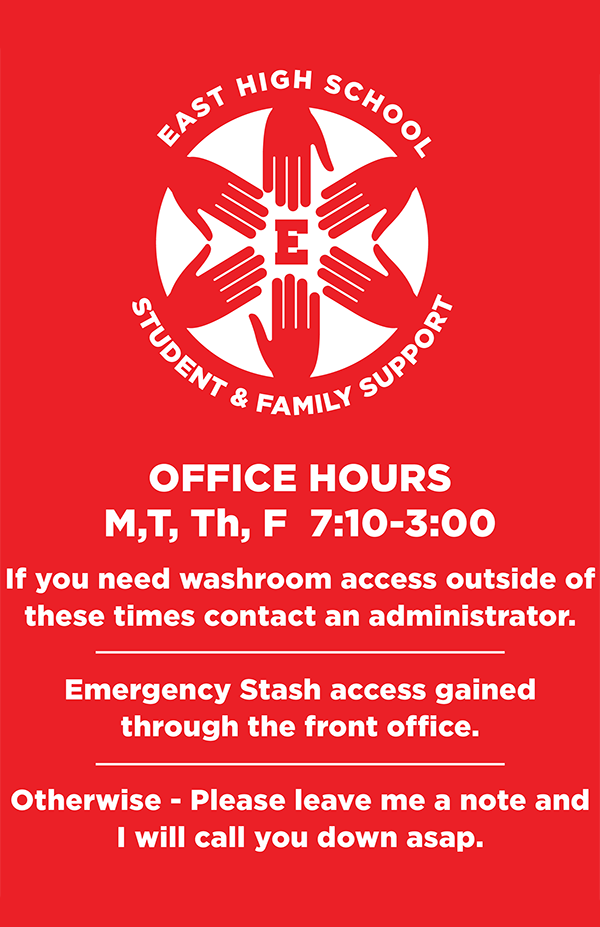 EAST HIGH SCHOOL
E
STUDENT & FAMILY SUPPORT
OFFICE HOURS
M,T, Th, F  7:10-3:00
If you need washroom access outside of
these times contact an administrator.
Emergency Stash access gained
through the front office.
Otherwise - Please leave me a note and
I will call you down asap.